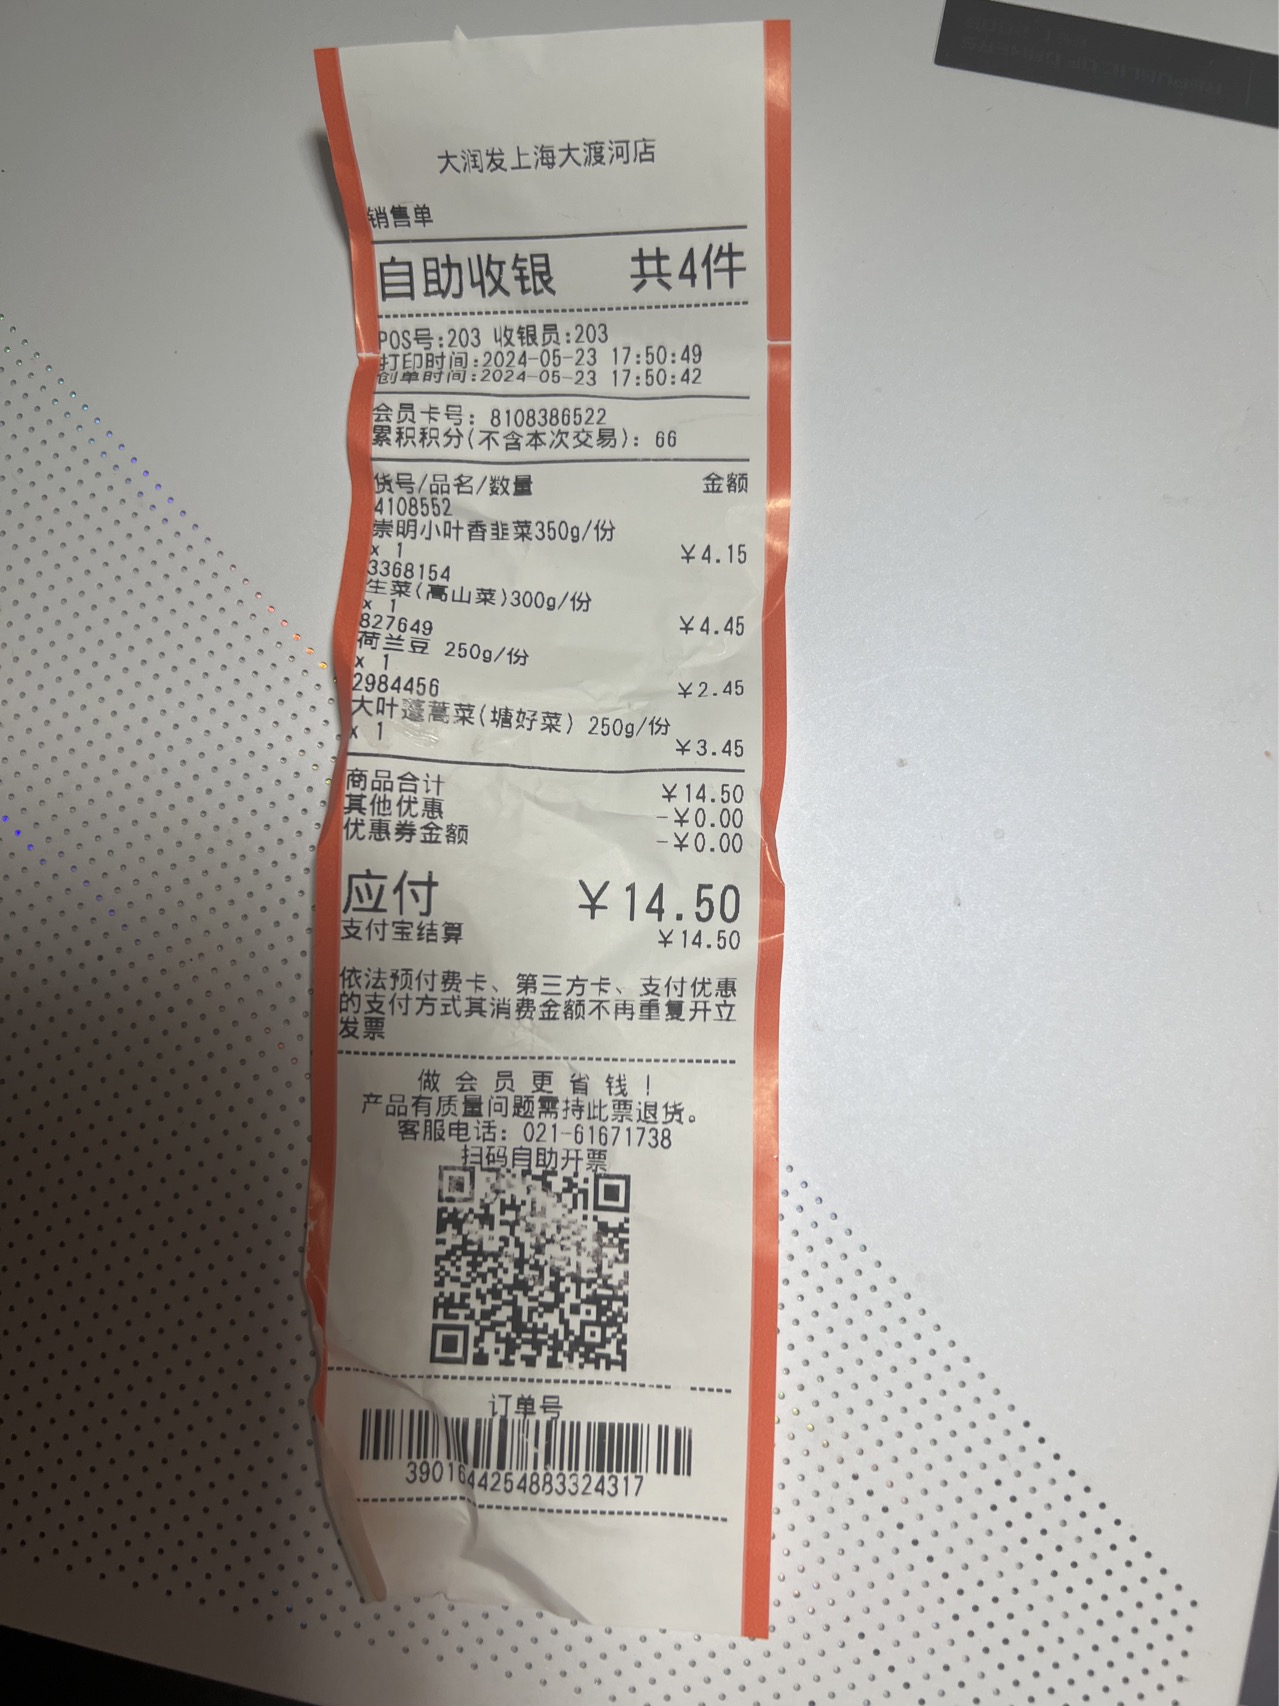 大润发上海大渡河店
销售单
自助收银 共4件
POS号:203 收银员:203
打印时间:2024-05-23 17:50:49
创单时间:2024-05-23 17:50:42
会员卡号: 8108386522
累积积分(不含本次交易): 66
货号/品名/数量 金额
4108552
崇明小叶香韭菜350g/份
x 1 ¥4.15
3368154
生菜(高山菜)300g/份
x 1 ¥4.45
827649
荷兰豆 250g/份
x 1 ¥2.45
2984456
大叶蓬蒿菜(塘好菜) 250g/份
x 1 ¥3.45
商品合计 ¥14.50
其他优惠 -¥0.00
优惠券金额 -¥0.00
应付 ¥14.50
支付宝结算 ¥14.50
依法预付费卡、第三方卡、支付优惠
的支付方式其消费金额不再重复开立
发票
做会员更省钱!
产品有质量问题需持此票退货。
客服电话: 021-61671738
扫码自助开票
订单号
3901644254883324317